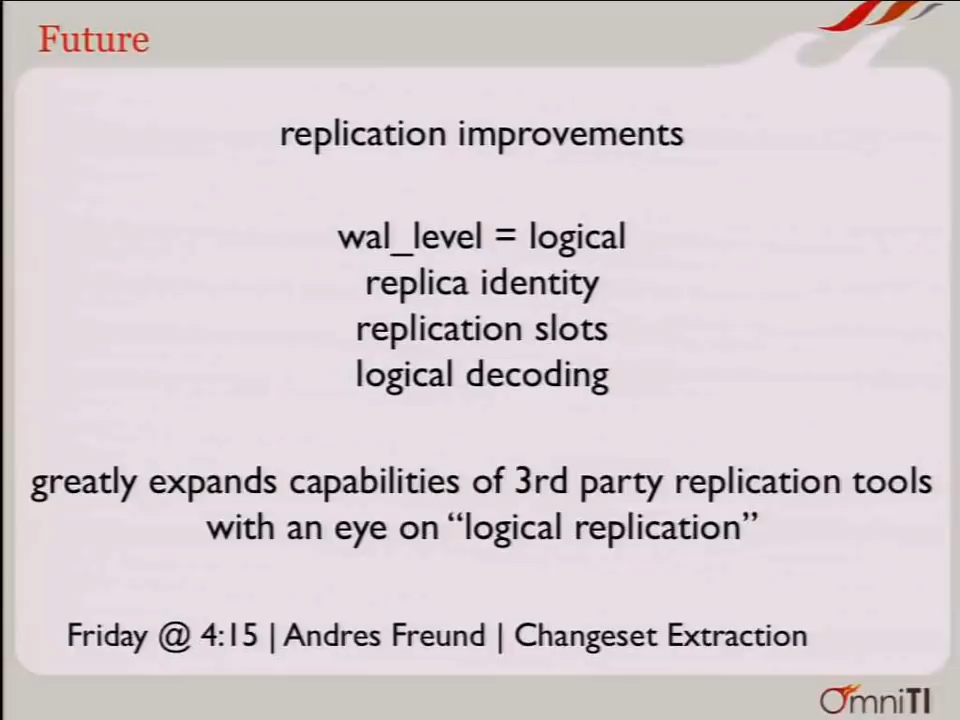 Future
replication improvements
wal_level = logical
replica identity
replication slots
logical decoding
greatly expands capabilities of 3rd party replication tools
with an eye on “logical replication”
Friday @ 4:15 | Andres Freund | Changeset Extraction
OmniTI